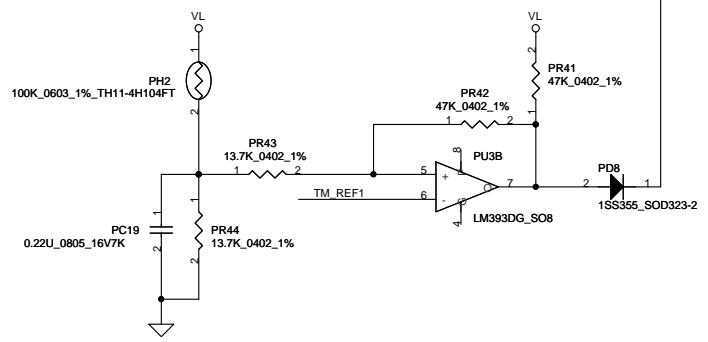 VL
VL
1
2
PH2
100K_0603_1%_TH11-4H104FT
2
PR41
47K_0402_1%
1
PR42
47K_0402_1%
1
2
PR43
13.7K_0402_1%
1
2
PU3B
8
5
+
P
O
7
PD8
2
1
1SS355_SOD323-2
TM_REF1
6
-
G
4
LM393DG_SO8
1
1
PC19
0.22U_0805_16V7K
2
PR44
13.7K_0402_1%
2